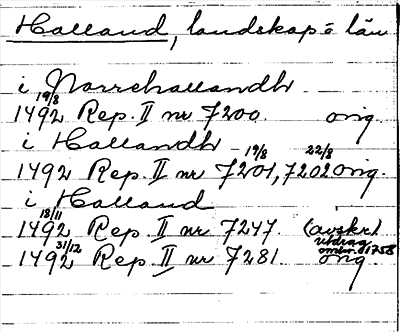 Halland, landskap o län
i Norrehallandh
19/8
1492 Rep. II nr 7200. orig.
i Hallandh
19/8 22/8
1492 Rep. II nr 7201, 7202 orig.
i Halland
18/11
1492 Rep. II nr 7247. (avskr.)
31/12 utdrag
1492 Rep. II nr 7281. orig.